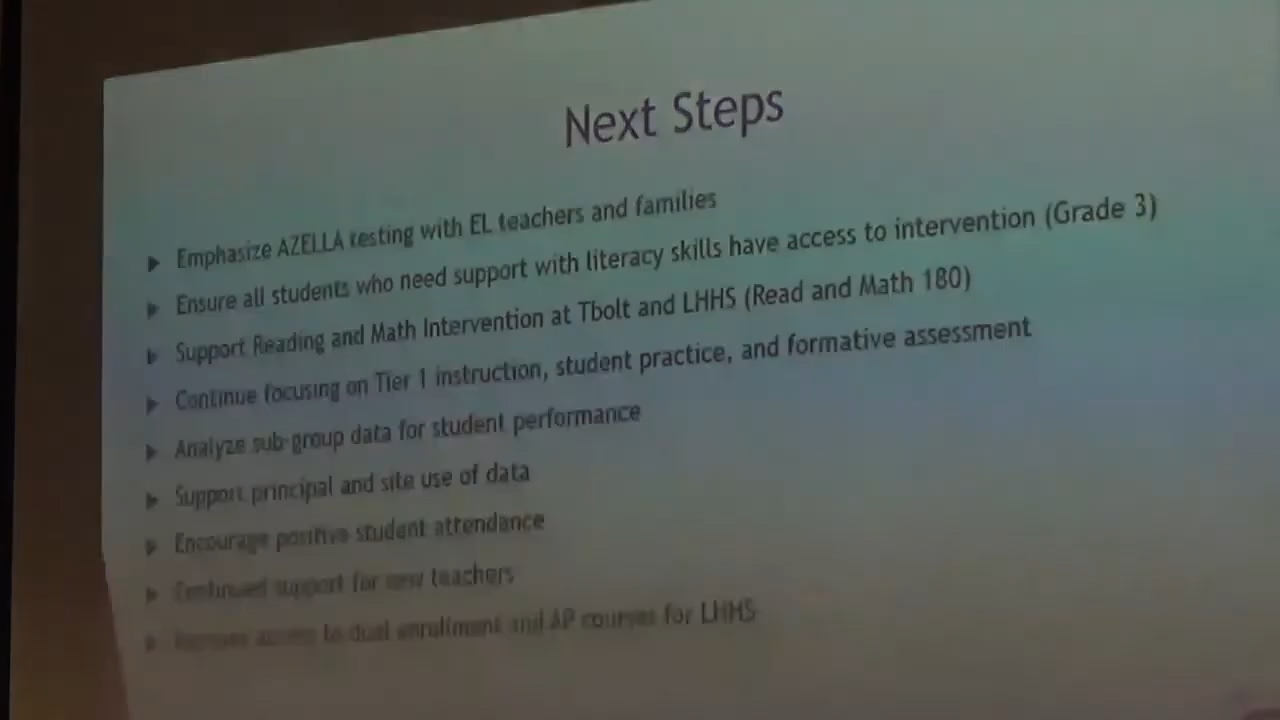 Next Steps
Emphasize AZELLA testing with EL teachers and families
Ensure all students who need support with literacy skills have access to intervention (Grade 3)
Support Reading and Math Intervention at Tbolt and LHHS (Read and Math 180)
Continue focusing on Tier 1 instruction, student practice, and formative assessment
Analyze sub-group data for student performance
Support principal and site use of data
Encourage positive student attendance
Continued support for new teachers
access to dual enrollment and AP courses for LHHS